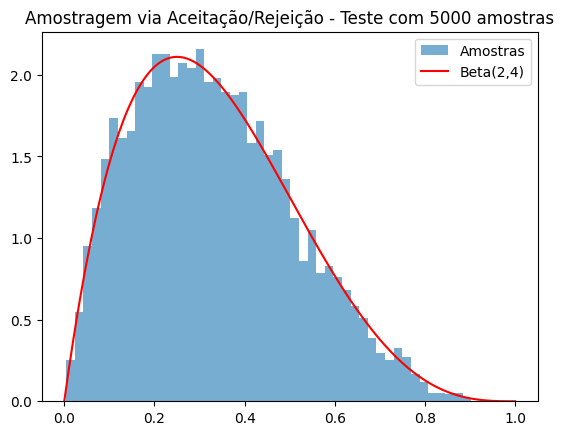 Amostragem via Aceitação/Rejeição - Teste com 5000 amostras
Amostras
Beta(2,4)
2.0
1.5
1.0
0.5
0.0
0.0 0.2 0.4 0.6 0.8 1.0